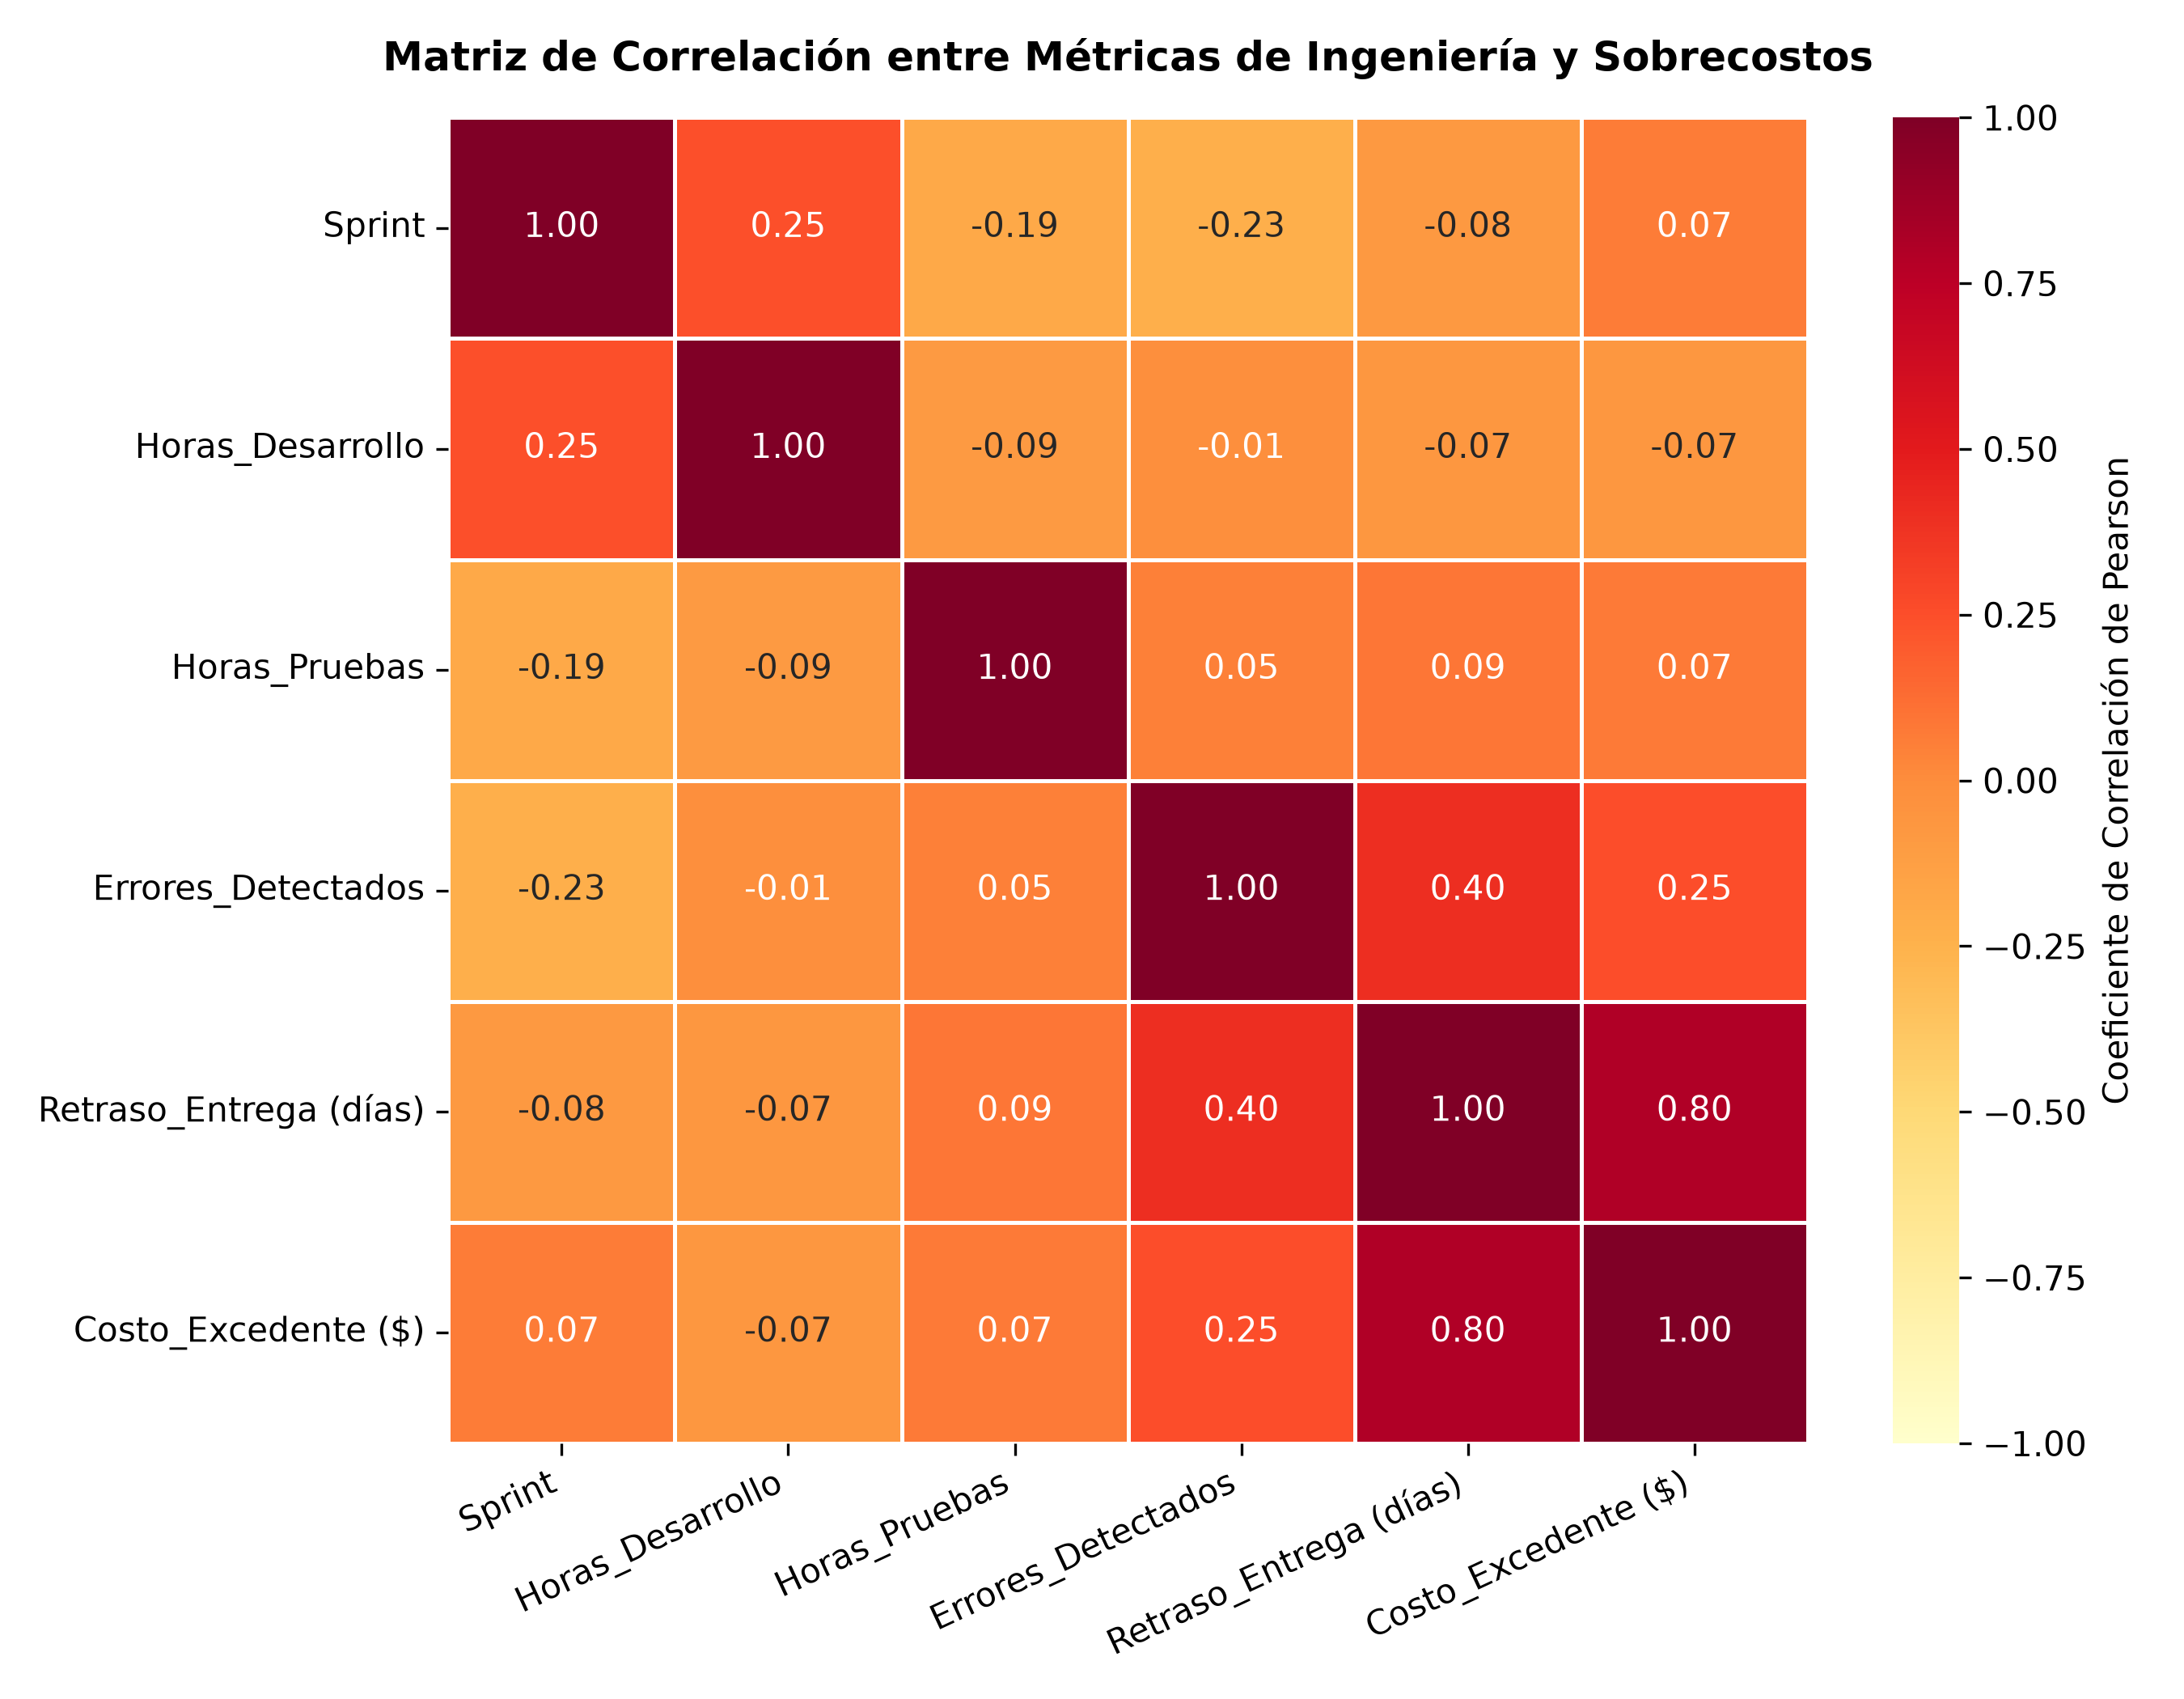 Matriz de Correlación entre Métricas de Ingeniería y Sobrecostos
Sprint 1.00 0.25 -0.19 -0.23 -0.08 0.07
Horas_Desarrollo 0.25 1.00 -0.09 -0.01 -0.07 -0.07
Horas_Pruebas -0.19 -0.09 1.00 0.05 0.09 0.07
Errores_Detectados -0.23 -0.01 0.05 1.00 0.40 0.25
Retraso_Entrega (días) -0.08 -0.07 0.09 0.40 1.00 0.80
Costo_Excedente ($) 0.07 -0.07 0.07 0.25 0.80 1.00
Sprint
Horas_Desarrollo
Horas_Pruebas
Errores_Detectados
Retraso_Entrega (días)
Costo_Excedente ($)
1.00
0.75
0.50
0.25
0.00
−0.25
−0.50
−0.75
−1.00
Coeficiente de Correlación de Pearson